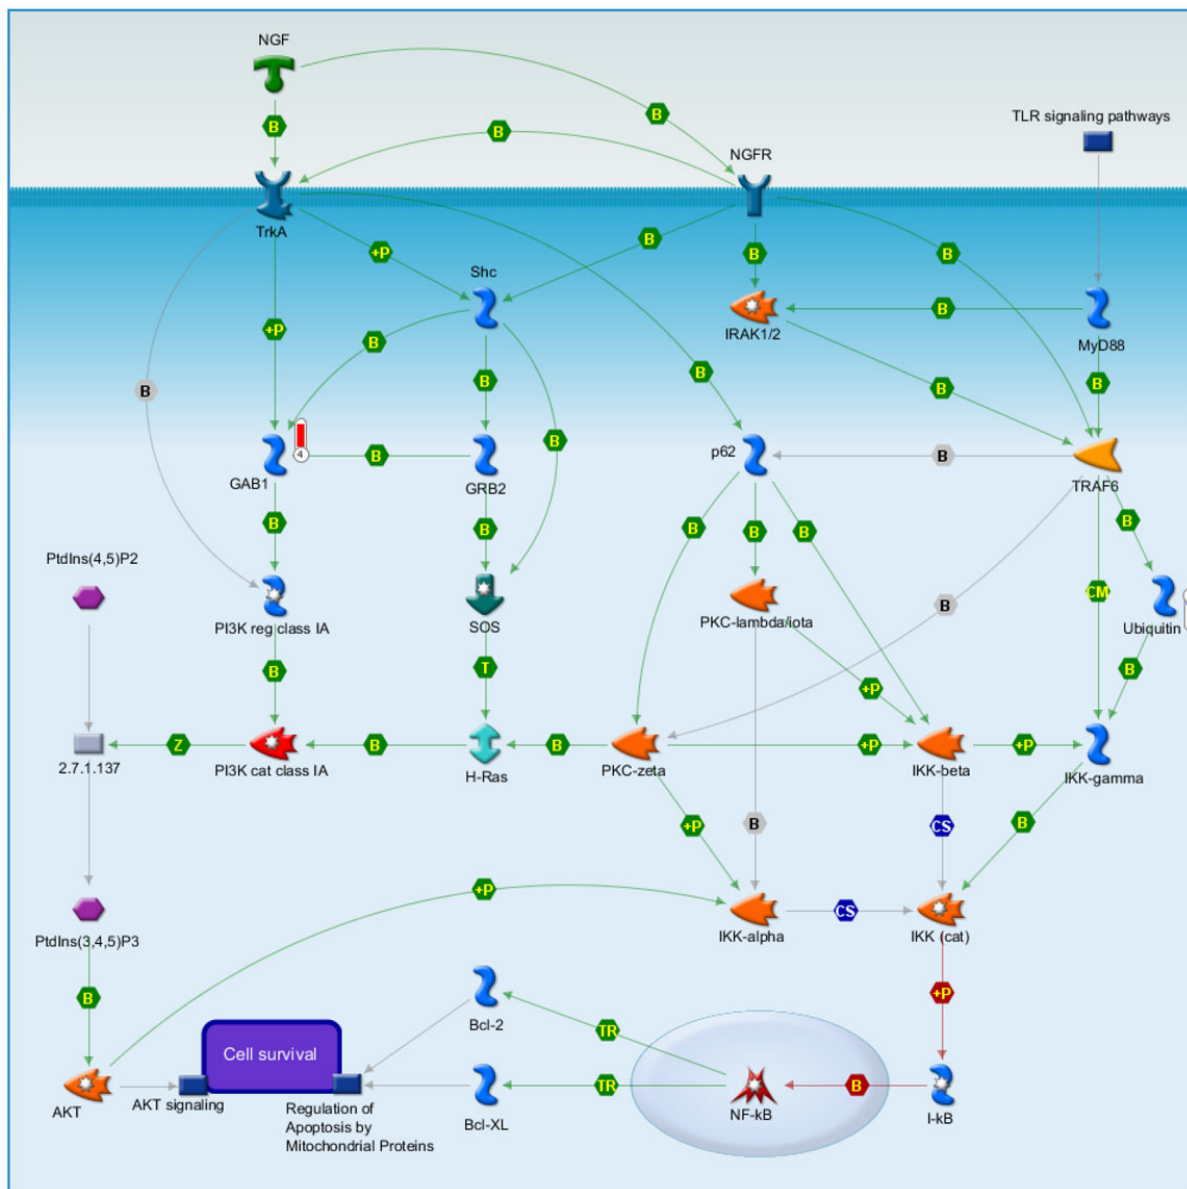 NGF
B
B
B
TLR signaling pathways
NGFR
TrkA
+P
B
B
B
Shc
+P
B
B
IRAK1/2
MyD88
B
B
B
B
B
B
B
4
B
p62
B
GAB1
GRB2
TRAF6
B
B
B
B
B
B
PtdIns(4,5)P2
CM
B
PI3K reg class IA
SOS
PKC-lambda/iota
Ubiquitin
B
T
B
+P
Z
B
B
+P
+P
2.7.1.137
PI3K cat class IA
H-Ras
PKC-zeta
IKK-beta
IKK-gamma
+P
B
CS
B
+P
CS
PtdIns(3,4,5)P3
IKK-alpha
IKK (cat)
B
+P
Bcl-2
TR
Cell survival
TR
B
AKT
AKT signaling
Regulation of
Apoptosis by
Mitochondrial Proteins
Bcl-XL
NF-kB
I-kB